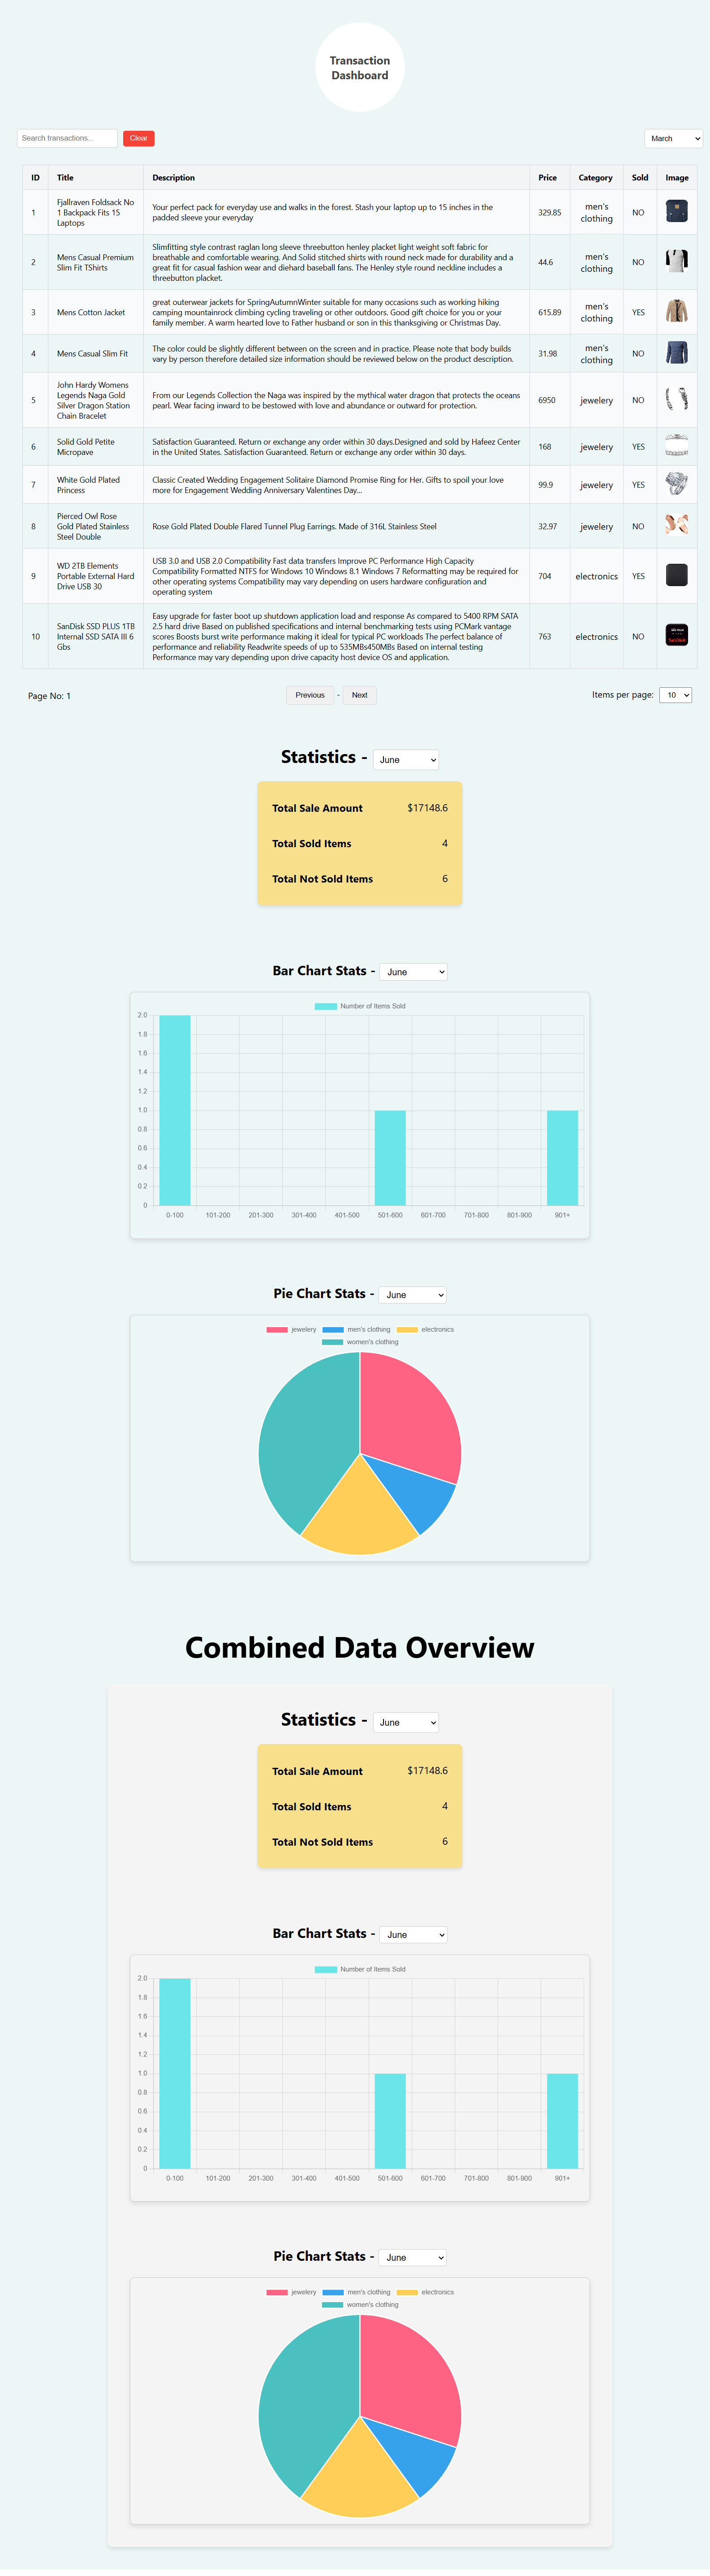 Transaction
Dashboard
Search transactions...
Clear
March
ID Title Description Price Category Sold Image
1
Fjallraven Foldsack No
1 Backpack Fits 15
Laptops
Your perfect pack for everyday use and walks in the forest. Stash your laptop up to 15 inches in the
padded sleeve your everyday
329.85
men's
clothing
NO
2
Mens Casual Premium
Slim Fit TShirts
Slimfitting style contrast raglan long sleeve threebutton henley placket light weight soft fabric for
breathable and comfortable wearing. And Solid stitched shirts with round neck made for durability and a
great fit for casual fashion wear and diehard baseball fans. The Henley style round neckline includes a
threebutton placket.
44.6
men's
clothing
NO
3
Mens Cotton Jacket
great outerwear jackets for SpringAutumnWinter suitable for many occasions such as working hiking
camping mountainrock climbing cycling traveling or other outdoors. Good gift choice for you or your
family member. A warm hearted love to Father husband or son in this thanksgiving or Christmas Day.
615.89
men's
clothing
YES
4
Mens Casual Slim Fit
The color could be slightly different between on the screen and in practice. Please note that body builds
vary by person therefore detailed size information should be reviewed below on the product description.
31.98
men's
clothing
NO
5
John Hardy Womens
Legends Naga Gold
Silver Dragon Station
Chain Bracelet
From our Legends Collection the Naga was inspired by the mythical water dragon that protects the oceans
pearl. Wear facing inward to be bestowed with love and abundance or outward for protection.
6950
jewelery
NO
6
Solid Gold Petite
Micropave
Satisfaction Guaranteed. Return or exchange any order within 30 days.Designed and sold by Hafeez Center
in the United States. Satisfaction Guaranteed. Return or exchange any order within 30 days.
168
jewelery
YES
7
White Gold Plated
Princess
Classic Created Wedding Engagement Solitaire Diamond Promise Ring for Her. Gifts to spoil your love
more for Engagement Wedding Anniversary Valentines Day...
99.9
jewelery
YES
8
Pierced Owl Rose
Gold Plated Stainless
Steel Double
Rose Gold Plated Double Flared Tunnel Plug Earrings. Made of 316L Stainless Steel
32.97
jewelery
NO
9
WD 2TB Elements
Portable External Hard
Drive USB 30
USB 3.0 and USB 2.0 Compatibility Fast data transfers Improve PC Performance High Capacity
Compatibility Formatted NTFS for Windows 10 Windows 8.1 Windows 7 Reformatting may be required for
other operating systems Compatibility may vary depending on users hardware configuration and
operating system
704
electronics
YES
10
SanDisk SSD PLUS 1TB
Internal SSD SATA III 6
Gbs
Easy upgrade for faster boot up shutdown application load and response As compared to 5400 RPM SATA
2.5 hard drive Based on published specifications and internal benchmarking tests using PCMark vantage
scores Boosts burst write performance making it ideal for typical PC workloads The perfect balance of
performance and reliability Readwrite speeds of up to 535MBs450MBs Based on internal testing
Performance may vary depending upon drive capacity host device OS and application.
763
electronics
NO
Page No: 1
Previous - Next
Items per page: 10
Statistics - June
Total Sale Amount $17148.6
Total Sold Items 4
Total Not Sold Items 6
Bar Chart Stats - June
Number of Items Sold
2.0
1.8
1.6
1.4
1.2
1.0
0.8
0.6
0.4
0.2
0
0-100 101-200 201-300 301-400 401-500 501-600 601-700 701-800 801-900 901+
Pie Chart Stats - June
jewelery men's clothing electronics
women's clothing
Combined Data Overview
Statistics - June
Total Sale Amount $17148.6
Total Sold Items 4
Total Not Sold Items 6
Bar Chart Stats - June
Number of Items Sold
2.0
1.8
1.6
1.4
1.2
1.0
0.8
0.6
0.4
0.2
0
0-100 101-200 201-300 301-400 401-500 501-600 601-700 701-800 801-900 901+
Pie Chart Stats - June
jewelery men's clothing electronics
women's clothing